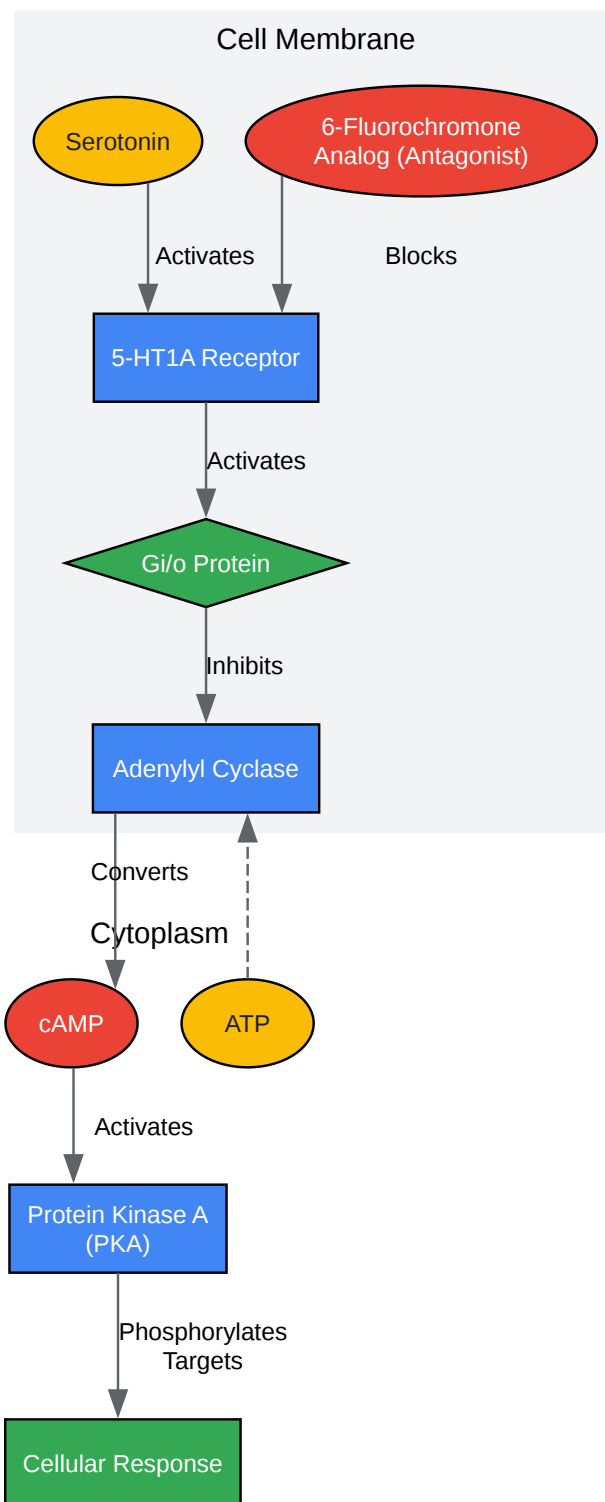 Cell Membrane
Serotonin
6-Fluorochromone
Analog (Antagonist)
Activates
Blocks
5-HT1A Receptor
Activates
Gi/o Protein
Inhibits
Adenylyl Cyclase
Converts
Cytoplasm
cAMP
ATP
Activates
Protein Kinase A
(PKA)
Phosphorylates
Targets
Cellular Response